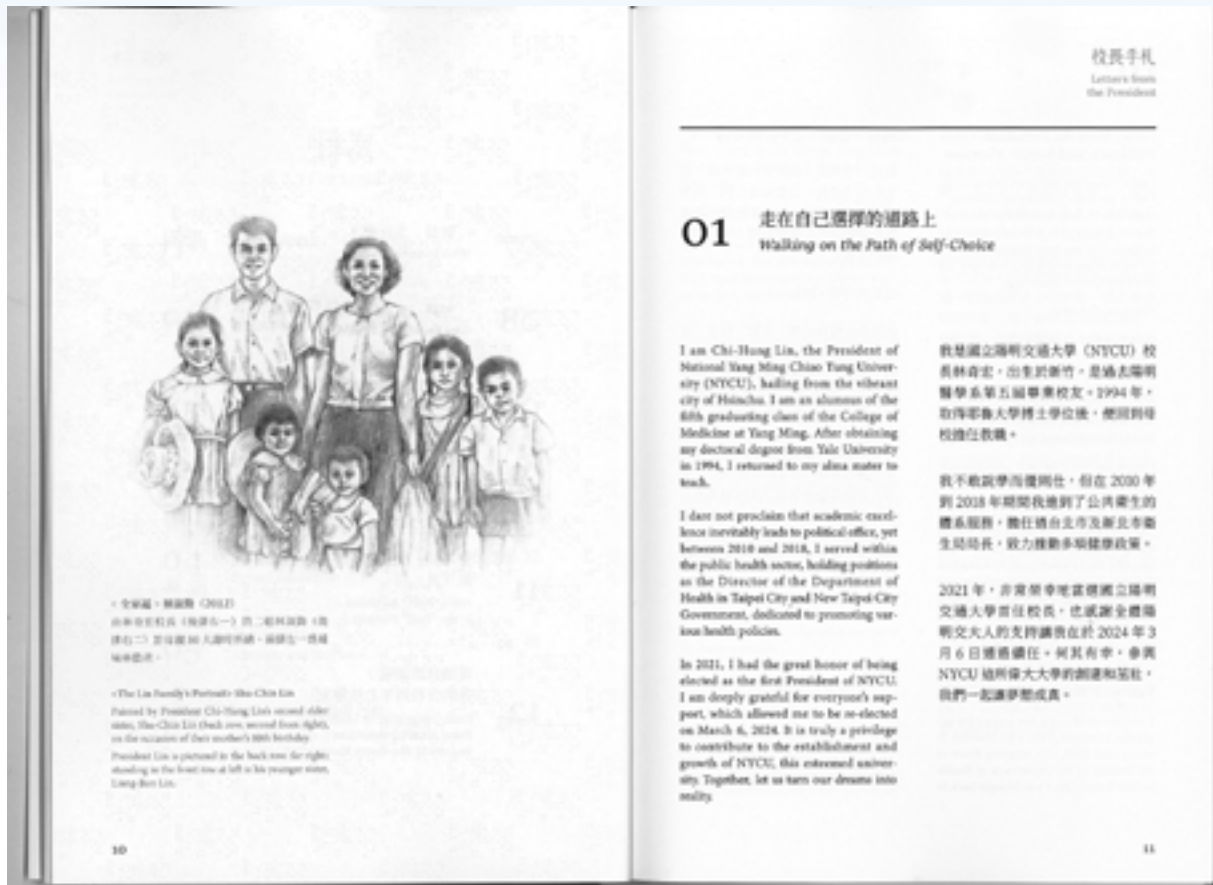 全家福，林淑勤（2012）
The Lin Family's Portrait: Shu-Chin Lin
Painted by President Chi-Hung Lin's second elder
sister, Shu-Chin Lin (back row, second from right),
on the occasion of their mother's 90th birthday.
President Lin is pictured in the back row far right;
standing in the front row at left is his younger sister,
10
校長手札
Letters from
the President
01
走在自己選擇的道路上
Walking on the Path of Self-Choice
I am Chi-Hung Lin, the President of
National Yang Ming Chiao Tung Univer-
sity (NYCU), hailing from the vibrant
city of Hsinchu. I am an alumnus of the
fifth graduating class of the College of
Medicine at Yang Ming. After obtaining
my doctoral degree from Yale University
in 1994, I returned to my alma mater to
teach.
I dare not proclaim that academic excel-
lence inevitably leads to political office, yet
between 2010 and 2018, I served within
the public health sector, holding positions
as the Director of the Department of
Health in Taipei City and New Taipei City
Government, dedicated to promoting var-
ious health policies.
In 2021, I had the great honor of being
elected as the first President of NYCU.
I am deeply grateful for everyone's sup-
port, which allowed me to be re-elected
on March 6, 2024. It is truly a privilege
to contribute to the establishment and
growth of NYCU, this esteemed univer-
sity. Together, let us turn our dreams into
reality.
我是國立陽明交通大學（NYCU）校
長林奇宏，出生於新竹，是過去陽明
醫學系第五屆畢業校友。1994 年，
取得耶魯大學博士學位後，便回到母
校擔任教職。
我不敢說學而優則仕，但在 2010 年
到 2018 年期間我進到了公共衛生的
體系服務，擔任過台北市及新北市衛
生局局長，致力推動多項健康政策。
2021 年，非常榮幸地當選國立陽明
交通大學首任校長，也感謝全體陽
明交大人的支持讓我在於 2024 年 3
月 6 日通過續任。何其有幸，參與
NYCU 這所偉大大學的創建和茁壯，
我們一起讓夢想成真。
11